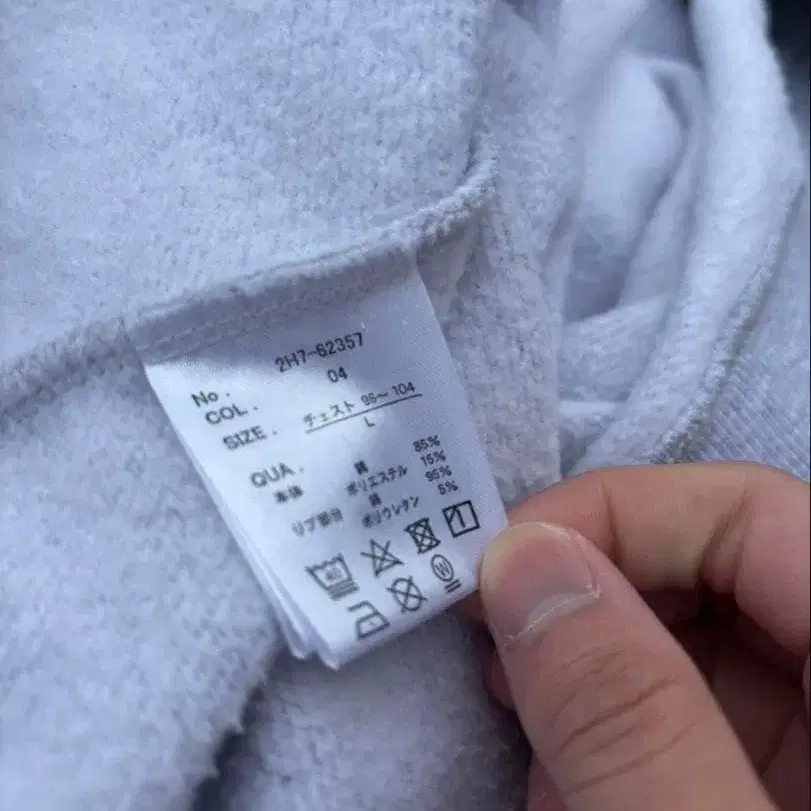 No. 2H7-62357
COL. 04
SIZE. チェスト 95〜104
L
QUA.
本体 綿 85%
ポリエステル 15%
リブ部分 綿 95%
ポリウレタン 5%
40
W